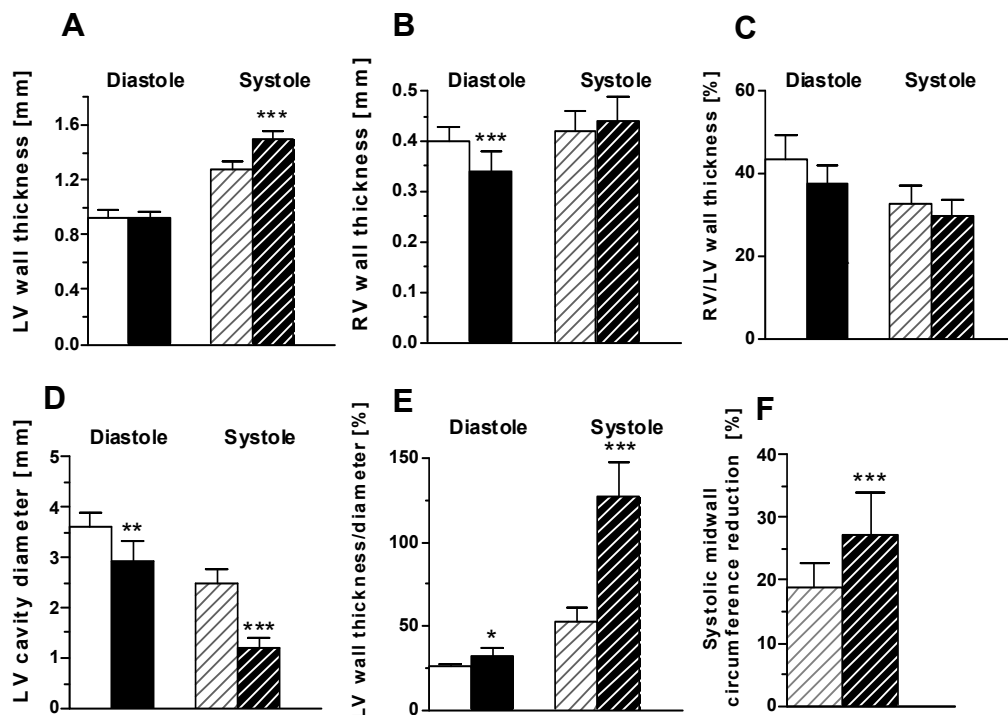 A
Diastole Systole
LV wall thickness [mm]
1.6
1.2
0.8
0.4
0.0
***
B
Diastole Systole
RV wall thickness [mm]
0.5
0.4
0.3
0.2
0.1
0.0
***
C
Diastole Systole
RV/LV wall thickness [%]
60
40
20
0
D
Diastole Systole
LV cavity diameter [mm]
5
4
3
2
1
0
**
***
E
Diastole Systole
LV wall thickness/diameter [%]
150
100
50
0
*
***
F
Systolic midwall
circumference reduction [%]
40
30
20
10
0
***